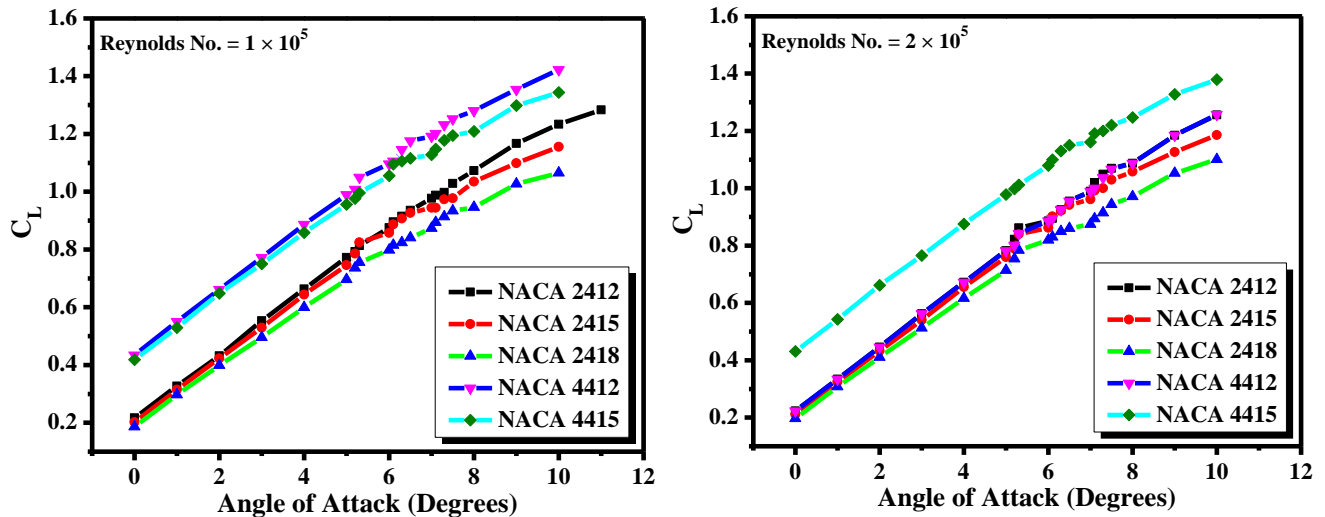 Reynolds No. = 1 × 10⁵
C_L
1.6
1.4
1.2
1.0
0.8
0.6
0.4
0.2
0 2 4 6 8 10 12
Angle of Attack (Degrees)
NACA 2412
NACA 2415
NACA 2418
NACA 4412
NACA 4415
Reynolds No. = 2 × 10⁵
C_L
1.6
1.4
1.2
1.0
0.8
0.6
0.4
0.2
0 2 4 6 8 10 12
Angle of Attack (Degrees)
NACA 2412
NACA 2415
NACA 2418
NACA 4412
NACA 4415